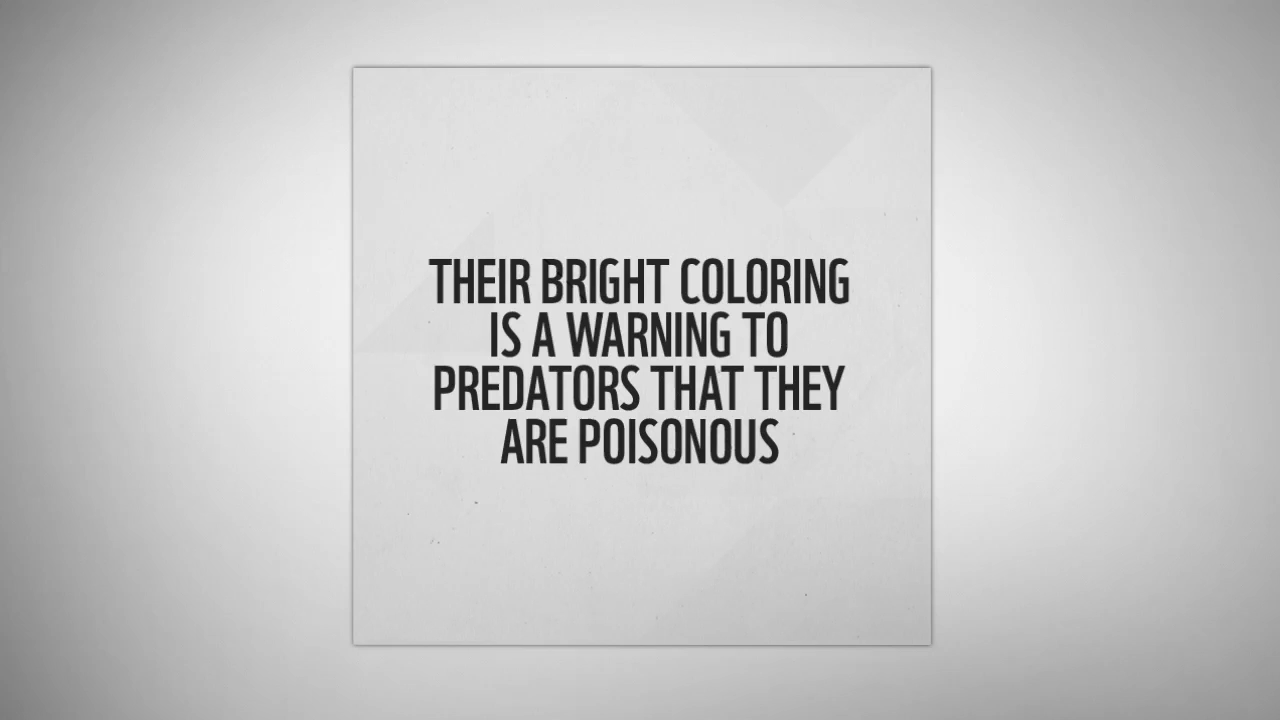 THEIR BRIGHT COLORING
IS A WARNING TO
PREDATORS THAT THEY
ARE POISONOUS